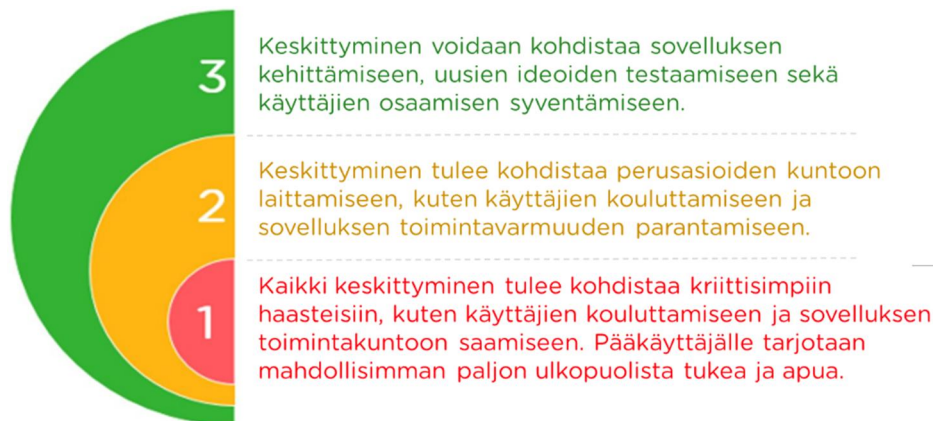 3
Keskittyminen voidaan kohdistaa sovelluksen
kehittämiseen, uusien ideoiden testaamiseen sekä
käyttäjien osaamisen syventämiseen.
2
Keskittyminen tulee kohdistaa perusasioiden kuntoon
laittamiseen, kuten käyttäjien kouluttamiseen ja
sovelluksen toimintavarmuuden parantamiseen.
1
Kaikki keskittyminen tulee kohdistaa kriittisimpiin
haasteisiin, kuten käyttäjien kouluttamiseen ja sovelluksen
toimintakuntoon saamiseen. Pääkäyttäjälle tarjotaan
mahdollisimman paljon ulkopuolista tukea ja apua.